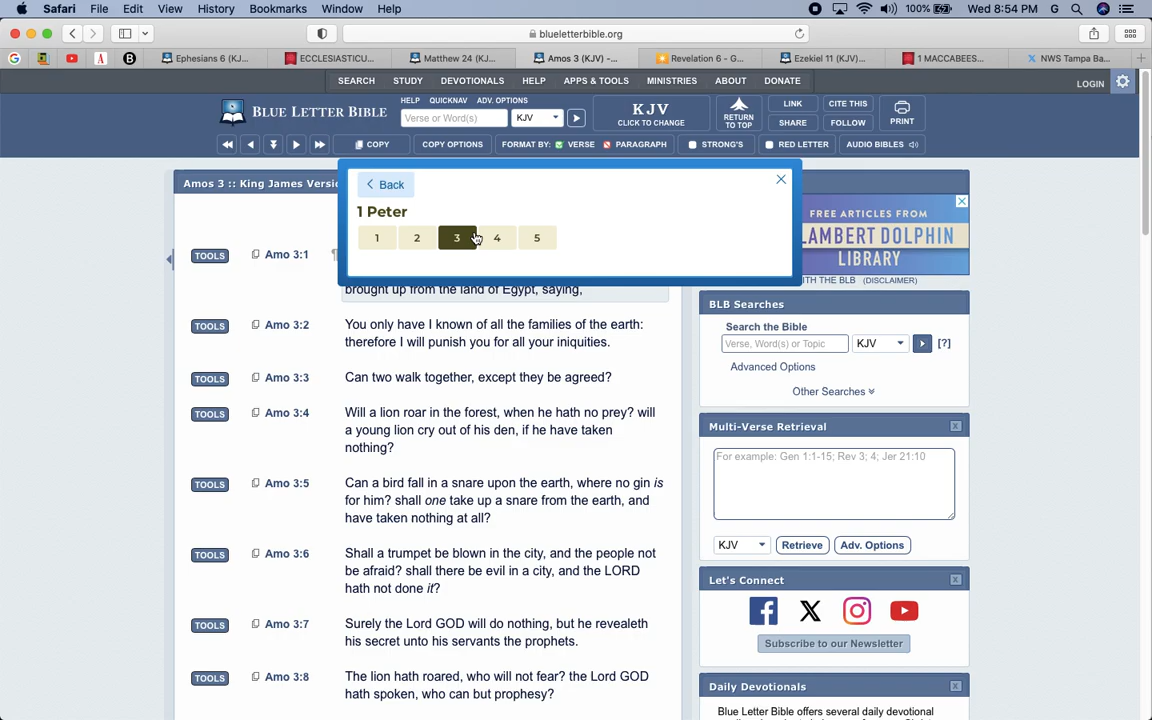 Safari File Edit View History Bookmarks Window Help 100% Wed 8:54 PM G
blueletterbible.org
Ephesians 6 (KJ... ECCLESIASTICU... Matthew 24 (KJ... Amos 3 (KJV) -... Revelation 6 - G... Ezekiel 11 (KJV)... 1 MACCABEES... NWS Tampa Ba...
SEARCH STUDY DEVOTIONALS HELP APPS & TOOLS MINISTRIES ABOUT DONATE LOGIN
HELP QUICKNAV ADV. OPTIONS
BLUE LETTER BIBLE
Verse or Word(s) KJV
KJV
CLICK TO CHANGE
RETURN
TO TOP
LINK CITE THIS
SHARE FOLLOW
PRINT
COPY COPY OPTIONS FORMAT BY: VERSE PARAGRAPH STRONG'S RED LETTER AUDIO BIBLES
Amos 3 :: King James Versio
Back
1 Peter
1 2 3 4 5
TOOLS Amo 3:1 ¶
brought up from the land of Egypt, saying,
TOOLS Amo 3:2 You only have I known of all the families of the earth:
therefore I will punish you for all your iniquities.
TOOLS Amo 3:3 Can two walk together, except they be agreed?
TOOLS Amo 3:4 Will a lion roar in the forest, when he hath no prey? will
a young lion cry out of his den, if he have taken
nothing?
TOOLS Amo 3:5 Can a bird fall in a snare upon the earth, where no gin is
for him? shall one take up a snare from the earth, and
have taken nothing at all?
TOOLS Amo 3:6 Shall a trumpet be blown in the city, and the people not
be afraid? shall there be evil in a city, and the LORD
hath not done it?
TOOLS Amo 3:7 Surely the Lord GOD will do nothing, but he revealeth
his secret unto his servants the prophets.
TOOLS Amo 3:8 The lion hath roared, who will not fear? the Lord GOD
hath spoken, who can but prophesy?
FREE ARTICLES FROM
LAMBERT DOLPHIN
LIBRARY
ITH THE BLB (DISCLAIMER)
BLB Searches
Search the Bible
Verse, Word(s) or Topic KJV [?]
Advanced Options
Other Searches
Multi-Verse Retrieval
For example: Gen 1:1-15; Rev 3; 4; Jer 21:10
KJV Retrieve Adv. Options
Let's Connect
Subscribe to our Newsletter
Daily Devotionals
Blue Letter Bible offers several daily devotional